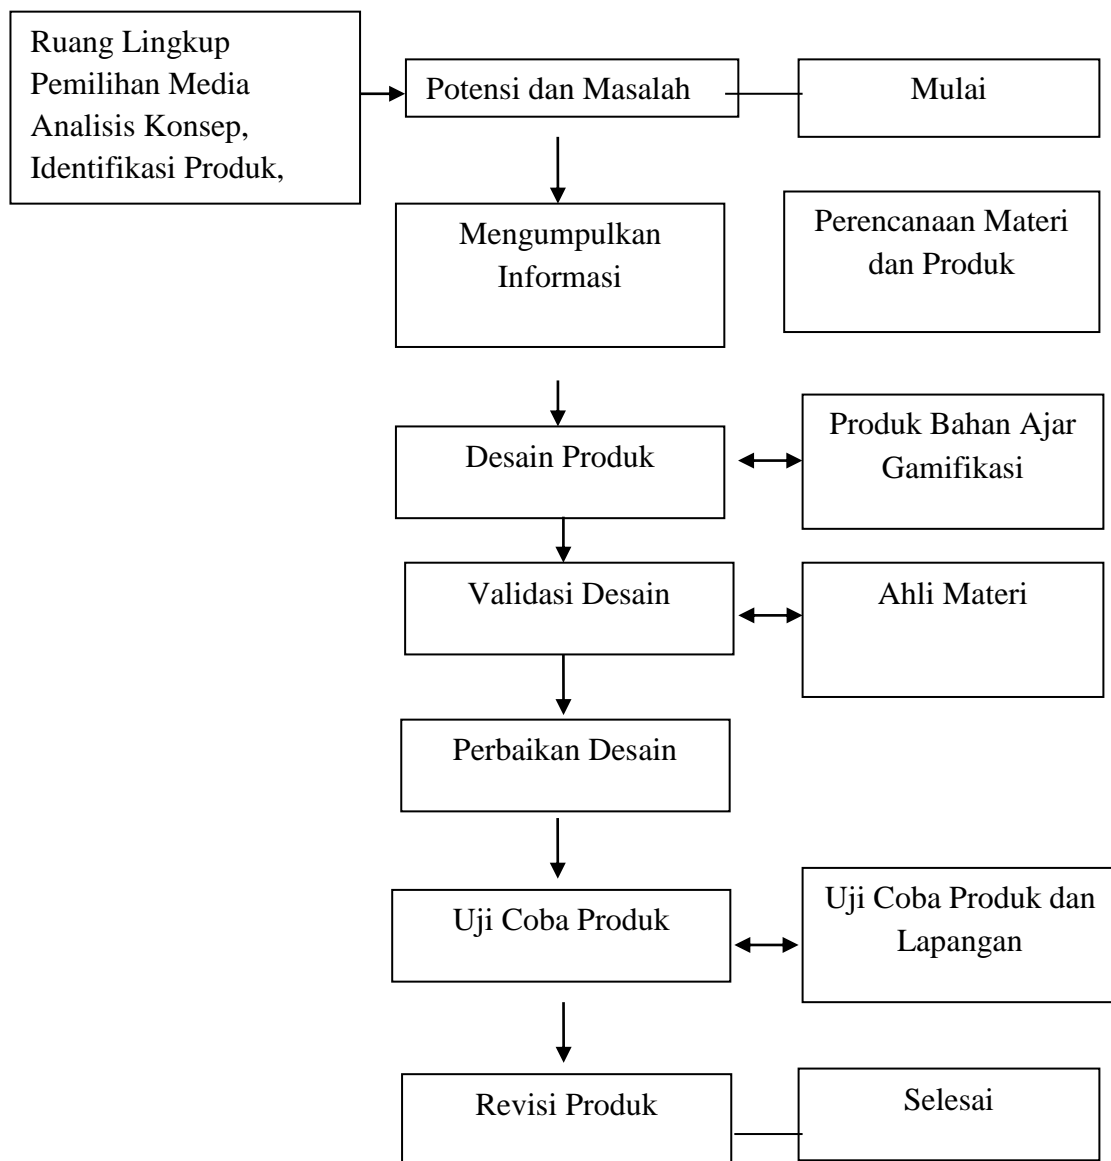 Ruang Lingkup
Pemilihan Media
Analisis Konsep,
Identifikasi Produk,
Potensi dan Masalah
Mulai
Mengumpulkan
Informasi
Perencanaan Materi
dan Produk
Desain Produk
Produk Bahan Ajar
Gamifikasi
Validasi Desain
Ahli Materi
Perbaikan Desain
Uji Coba Produk
Uji Coba Produk dan
Lapangan
Revisi Produk
Selesai